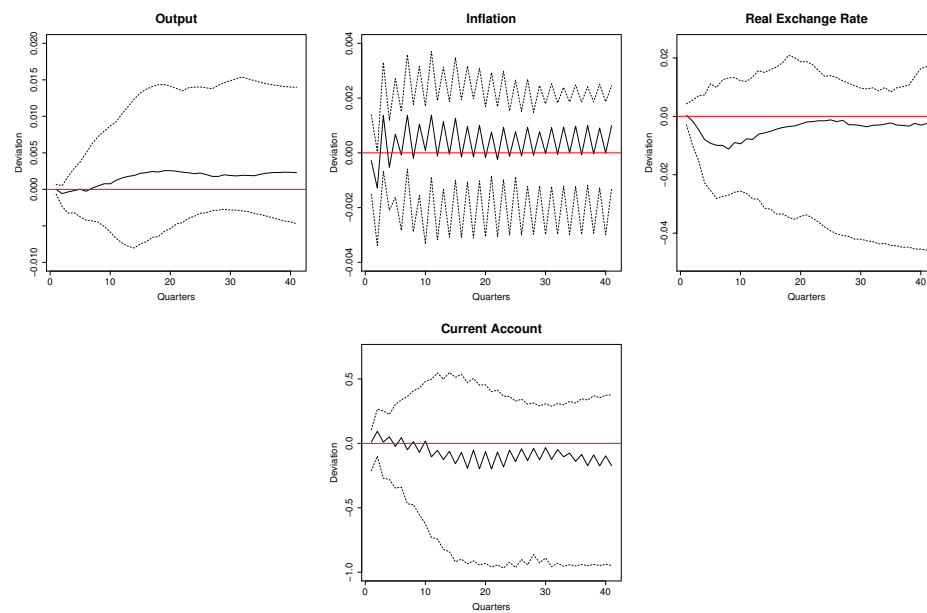 Output
Deviation
0.020
0.015
0.010
0.005
0.000
−0.010
0 10 20 30 40
Quarters
Inflation
Deviation
0.004
0.002
0.000
−0.002
−0.004
0 10 20 30 40
Quarters
Real Exchange Rate
Deviation
0.02
0.00
−0.02
−0.04
0 10 20 30 40
Quarters
Current Account
Deviation
0.5
0.0
−0.5
−1.0
0 10 20 30 40
Quarters